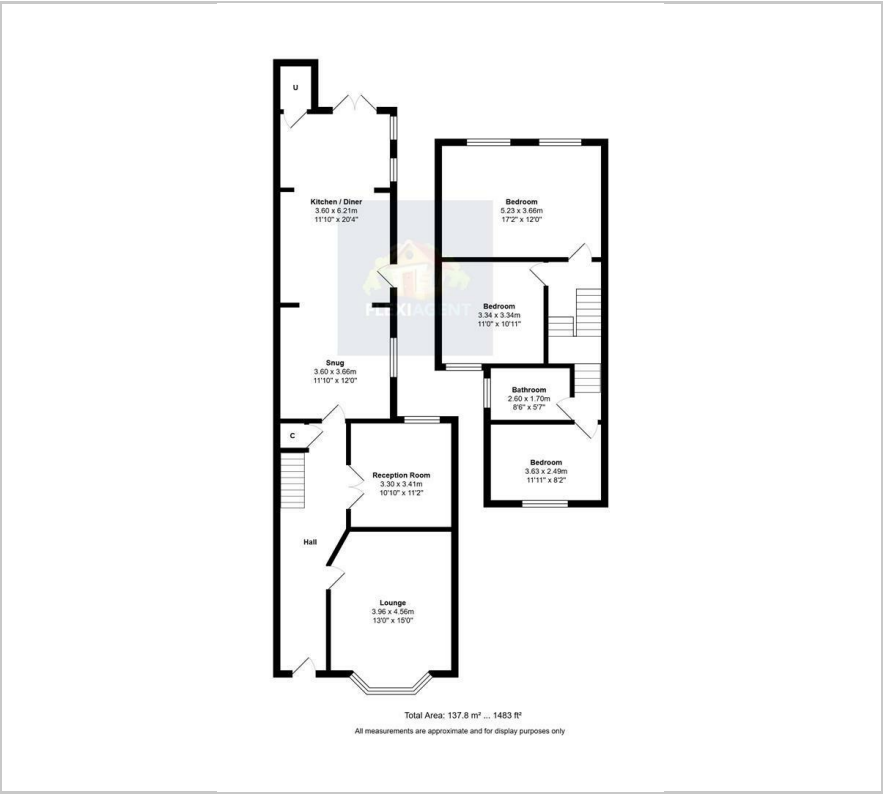 U
Kitchen / Diner
3.60 x 6.21m
11'10" x 20'4"
FLEXIAGENT
Snug
3.60 x 3.66m
11'10" x 12'0"
C
Reception Room
3.30 x 3.41m
10'10" x 11'2"
Hall
Lounge
3.96 x 4.56m
13'0" x 15'0"
Bedroom
5.23 x 3.66m
17'2" x 12'0"
Bedroom
3.34 x 3.34m
11'0" x 10'11"
Bathroom
2.60 x 1.70m
8'6" x 5'7"
Bedroom
3.63 x 2.49m
11'11" x 8'2"
Total Area: 137.8 m² ... 1483 ft²
All measurements are approximate and for display purposes only